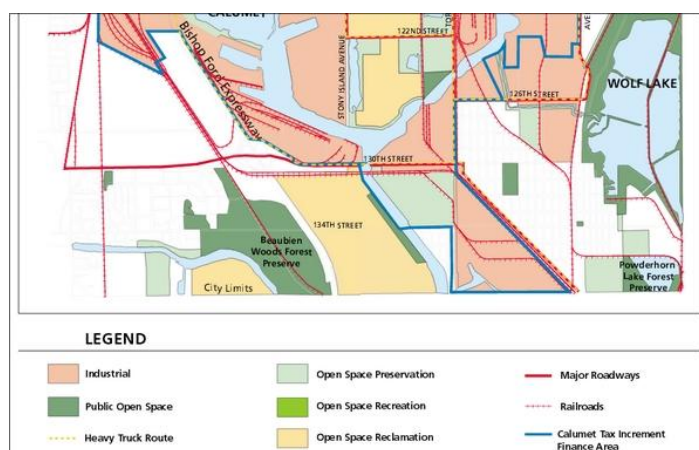 CALUMET
Bishop Ford Expressway
STONY ISLAND AVENUE
122ND STREET
TOR
AVE
126TH STREET
WOLF LAKE
130TH STREET
134TH STREET
Beaubien
Woods Forest
Preserve
City Limits
Powderhorn
Lake Forest
Preserve
LEGEND
Industrial
Public Open Space
Heavy Truck Route
Open Space Preservation
Open Space Recreation
Open Space Reclamation
Major Roadways
Railroads
Calumet Tax Increment
Finance Area